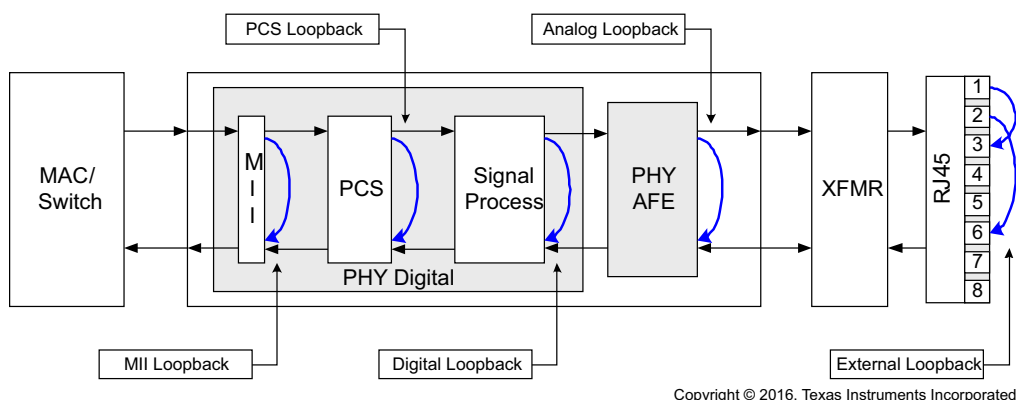 PCS Loopback
Analog Loopback
MAC/
Switch
M
I
I
PCS
Signal
Process
PHY
AFE
XFMR
RJ45
1
2
3
4
5
6
7
8
PHY Digital
MII Loopback
Digital Loopback
External Loopback
Copyright © 2016, Texas Instruments Incorporated